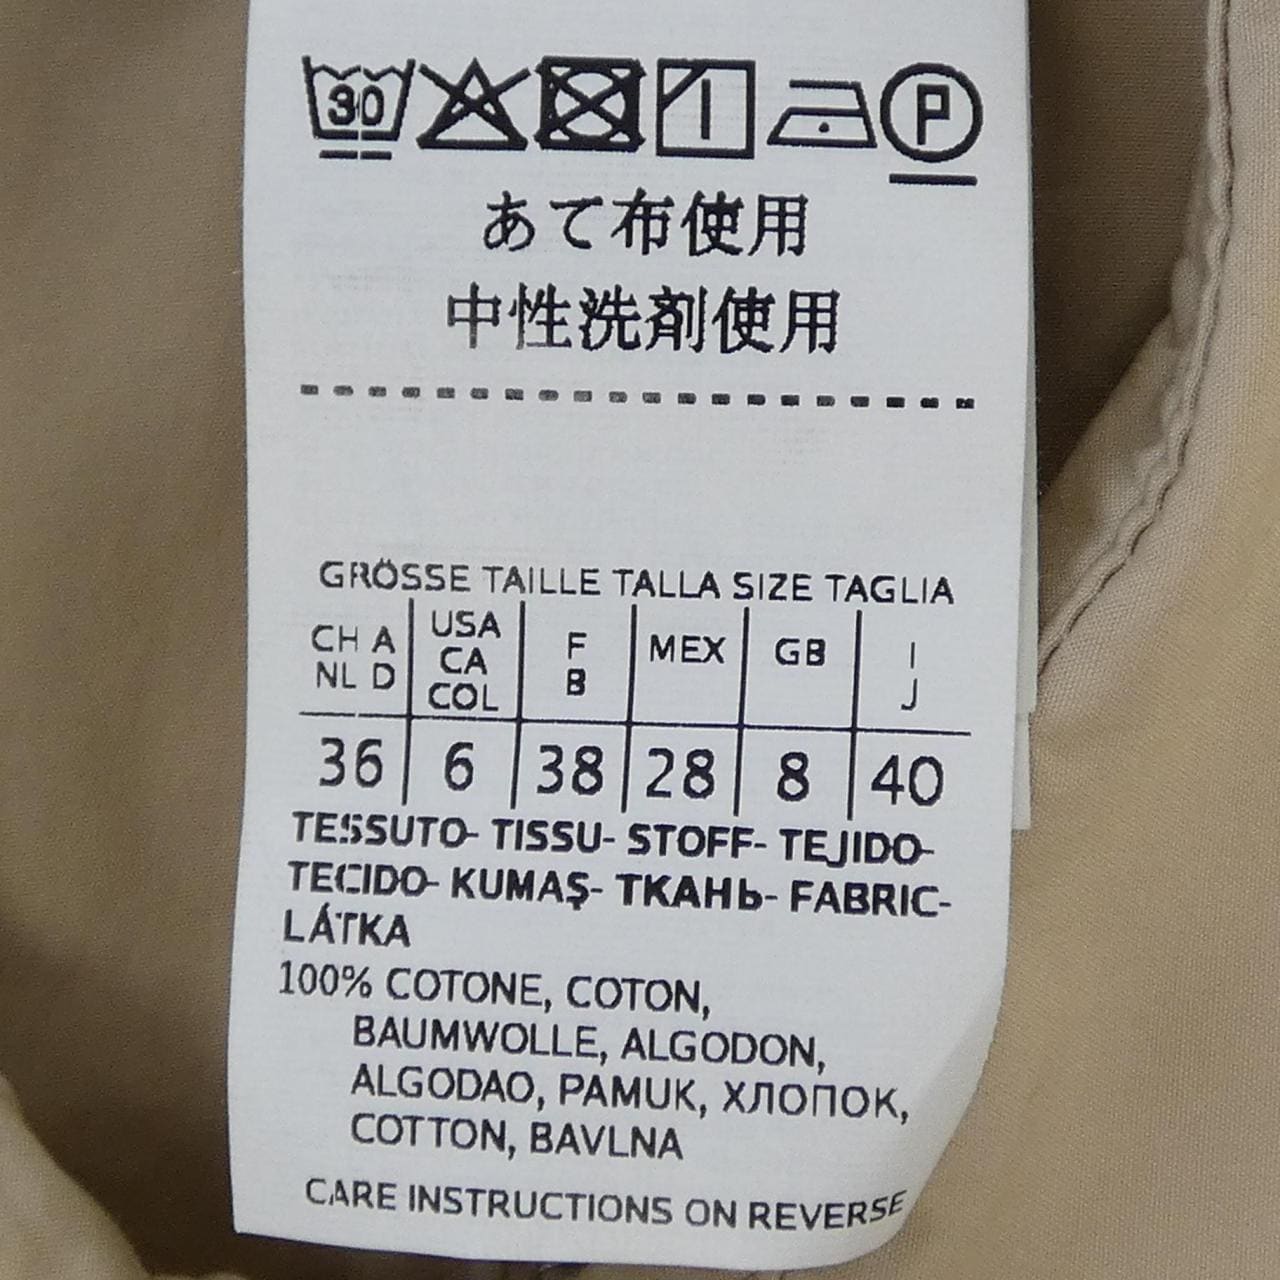 30 P
あて布使用
中性洗剤使用
GRÖSSE TAILLE TALLA SIZE TAGLIA
CH A NL D USA CA COL F B MEX GB I J
36 6 38 28 8 40
TESSUTO- TISSU- STOFF- TEJIDO-
TECIDO- KUMAŞ- ТКАНЬ- FABRIC-
LÁTKA
100% COTONE, COTON,
BAUMWOLLE, ALGODON,
ALGODAO, PAMUK, ХЛОПОК,
COTTON, BAVLNA
CARE INSTRUCTIONS ON REVERSE